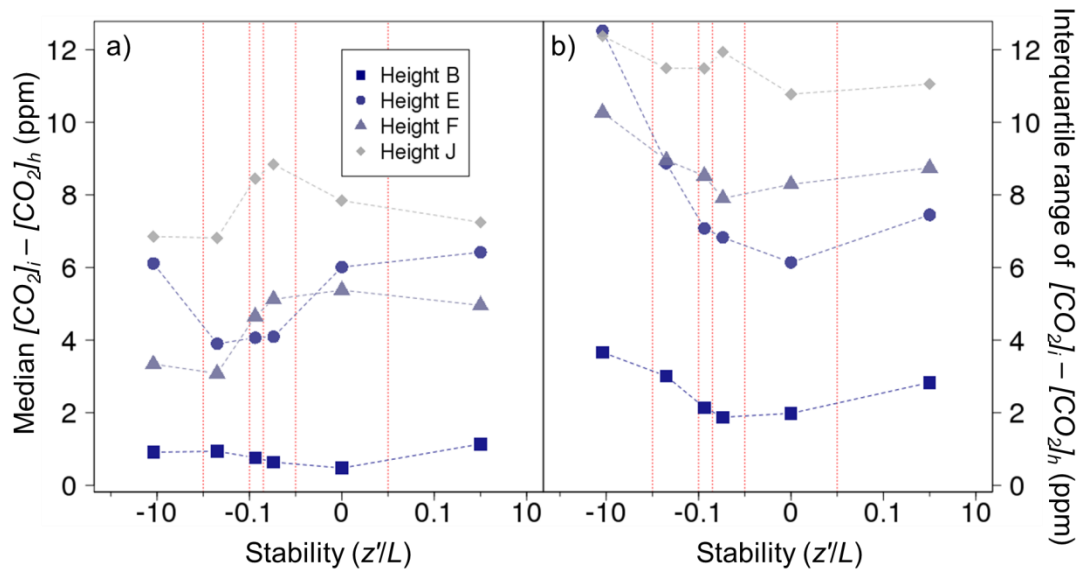 a)
Height B
Height E
Height F
Height J
Median [CO2]i – [CO2]h (ppm)
12
10
8
6
4
2
0
-10 -0.1 0 0.1 10
Stability (z'/L)
b)
Interquartile range of [CO2]i – [CO2]h (ppm)
12
10
8
6
4
2
0
-10 -0.1 0 0.1 10
Stability (z'/L)